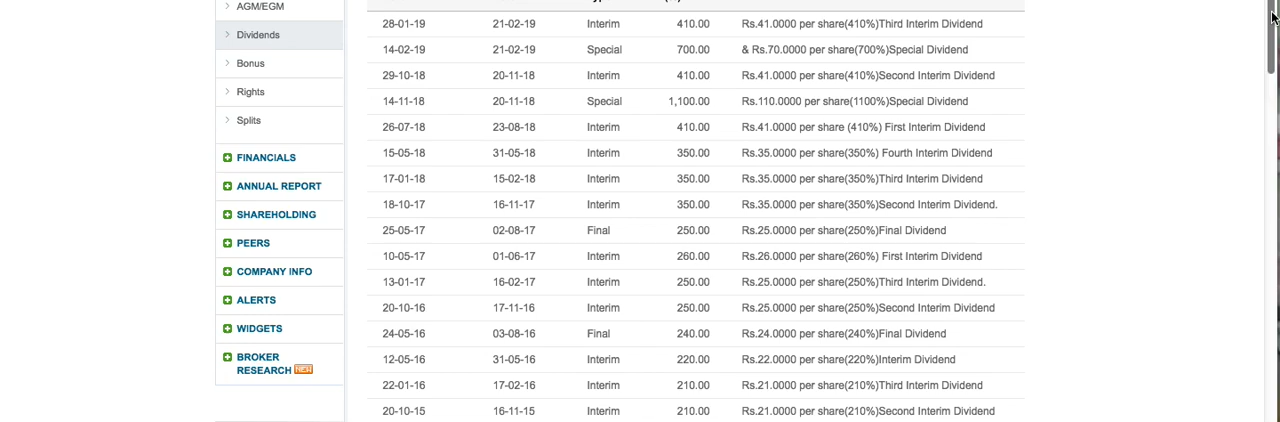 AGM/EGM
Dividends
Bonus
Rights
Splits
FINANCIALS
ANNUAL REPORT
SHAREHOLDING
PEERS
COMPANY INFO
ALERTS
WIDGETS
BROKER
RESEARCH NEW
28-01-19 21-02-19 Interim 410.00 Rs.41.0000 per share(410%)Third Interim Dividend
14-02-19 21-02-19 Special 700.00 & Rs.70.0000 per share(700%)Special Dividend
29-10-18 20-11-18 Interim 410.00 Rs.41.0000 per share(410%)Second Interim Dividend
14-11-18 20-11-18 Special 1,100.00 Rs.110.0000 per share(1100%)Special Dividend
26-07-18 23-08-18 Interim 410.00 Rs.41.0000 per share (410%) First Interim Dividend
15-05-18 31-05-18 Interim 350.00 Rs.35.0000 per share(350%) Fourth Interim Dividend
17-01-18 15-02-18 Interim 350.00 Rs.35.0000 per share(350%)Third Interim Dividend
18-10-17 16-11-17 Interim 350.00 Rs.35.0000 per share(350%)Second Interim Dividend.
25-05-17 02-08-17 Final 250.00 Rs.25.0000 per share(250%)Final Dividend
10-05-17 01-06-17 Interim 260.00 Rs.26.0000 per share(260%) First Interim Dividend
13-01-17 16-02-17 Interim 250.00 Rs.25.0000 per share(250%)Third Interim Dividend.
20-10-16 17-11-16 Interim 250.00 Rs.25.0000 per share(250%)Second Interim Dividend
24-05-16 03-08-16 Final 240.00 Rs.24.0000 per share(240%)Final Dividend
12-05-16 31-05-16 Interim 220.00 Rs.22.0000 per share(220%)Interim Dividend
22-01-16 17-02-16 Interim 210.00 Rs.21.0000 per share(210%)Third Interim Dividend
20-10-15 16-11-15 Interim 210.00 Rs.21.0000 per share(210%)Second Interim Dividend